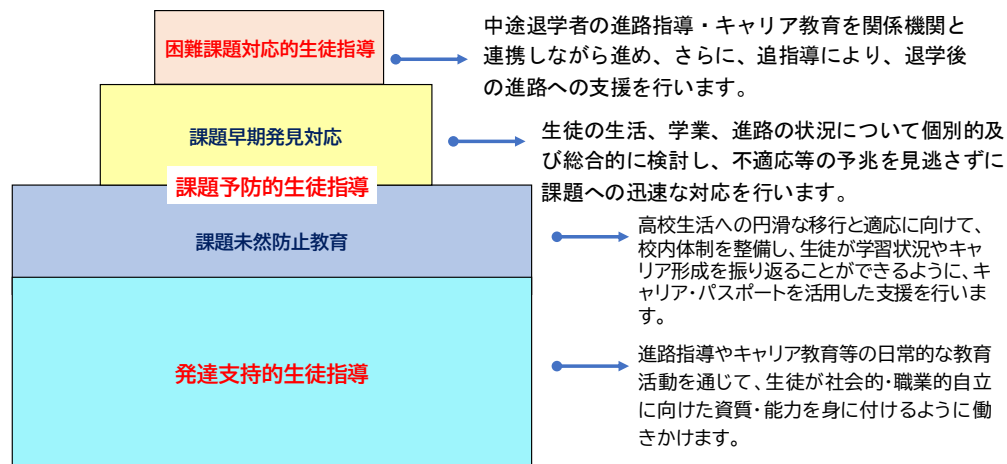 困難課題対応的生徒指導
中途退学者の進路指導・キャリア教育を関係機関と
連携しながら進め、さらに、追指導により、退学後
の進路への支援を行います。
課題早期発見対応
生徒の生活、学業、進路の状況について個別的及
び総合的に検討し、不適応等の予兆を見逃さずに
課題への迅速な対応を行います。
課題予防的生徒指導
課題未然防止教育
高校生活への円滑な移行と適応に向けて、
校内体制を整備し、生徒が学習状況やキャ
リア形成を振り返ることができるように、キ
ャリア・パスポートを活用した支援を行いま
す。
発達支持的生徒指導
進路指導やキャリア教育等の日常的な教育
活動を通じて、生徒が社会的・職業的自立
に向けた資質・能力を身に付けるように働
きかけます。